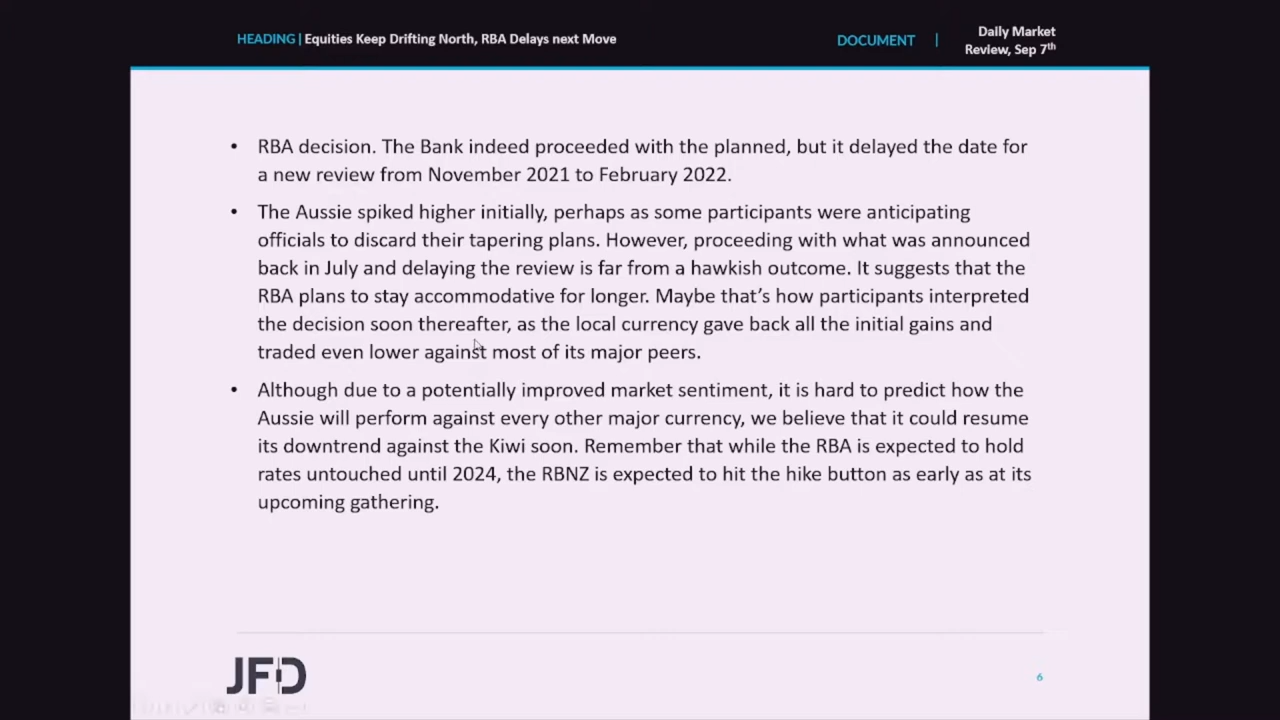 HEADING | Equities Keep Drifting North, RBA Delays next Move
DOCUMENT |
Daily Market
Review, Sep 7th
• RBA decision. The Bank indeed proceeded with the planned, but it delayed the date for
a new review from November 2021 to February 2022.
• The Aussie spiked higher initially, perhaps as some participants were anticipating
officials to discard their tapering plans. However, proceeding with what was announced
back in July and delaying the review is far from a hawkish outcome. It suggests that the
RBA plans to stay accommodative for longer. Maybe that's how participants interpreted
the decision soon thereafter, as the local currency gave back all the initial gains and
traded even lower against most of its major peers.
• Although due to a potentially improved market sentiment, it is hard to predict how the
Aussie will perform against every other major currency, we believe that it could resume
its downtrend against the Kiwi soon. Remember that while the RBA is expected to hold
rates untouched until 2024, the RBNZ is expected to hit the hike button as early as at its
upcoming gathering.
JFD
6